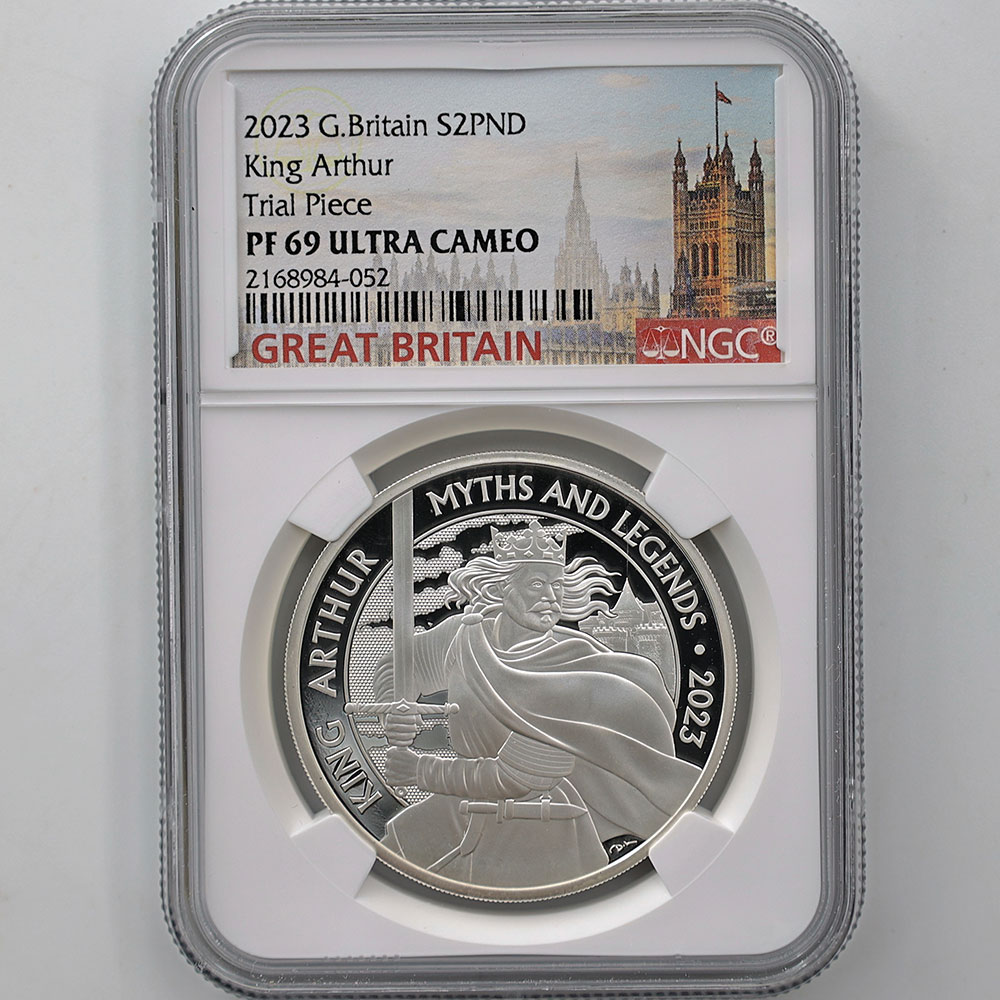 2023 G.Britain S2PND
King Arthur
Trial Piece
PF 69 ULTRA CAMEO
2168984-052
GREAT BRITAIN
NGC®
KING ARTHUR
MYTHS AND LEGENDS • 2023